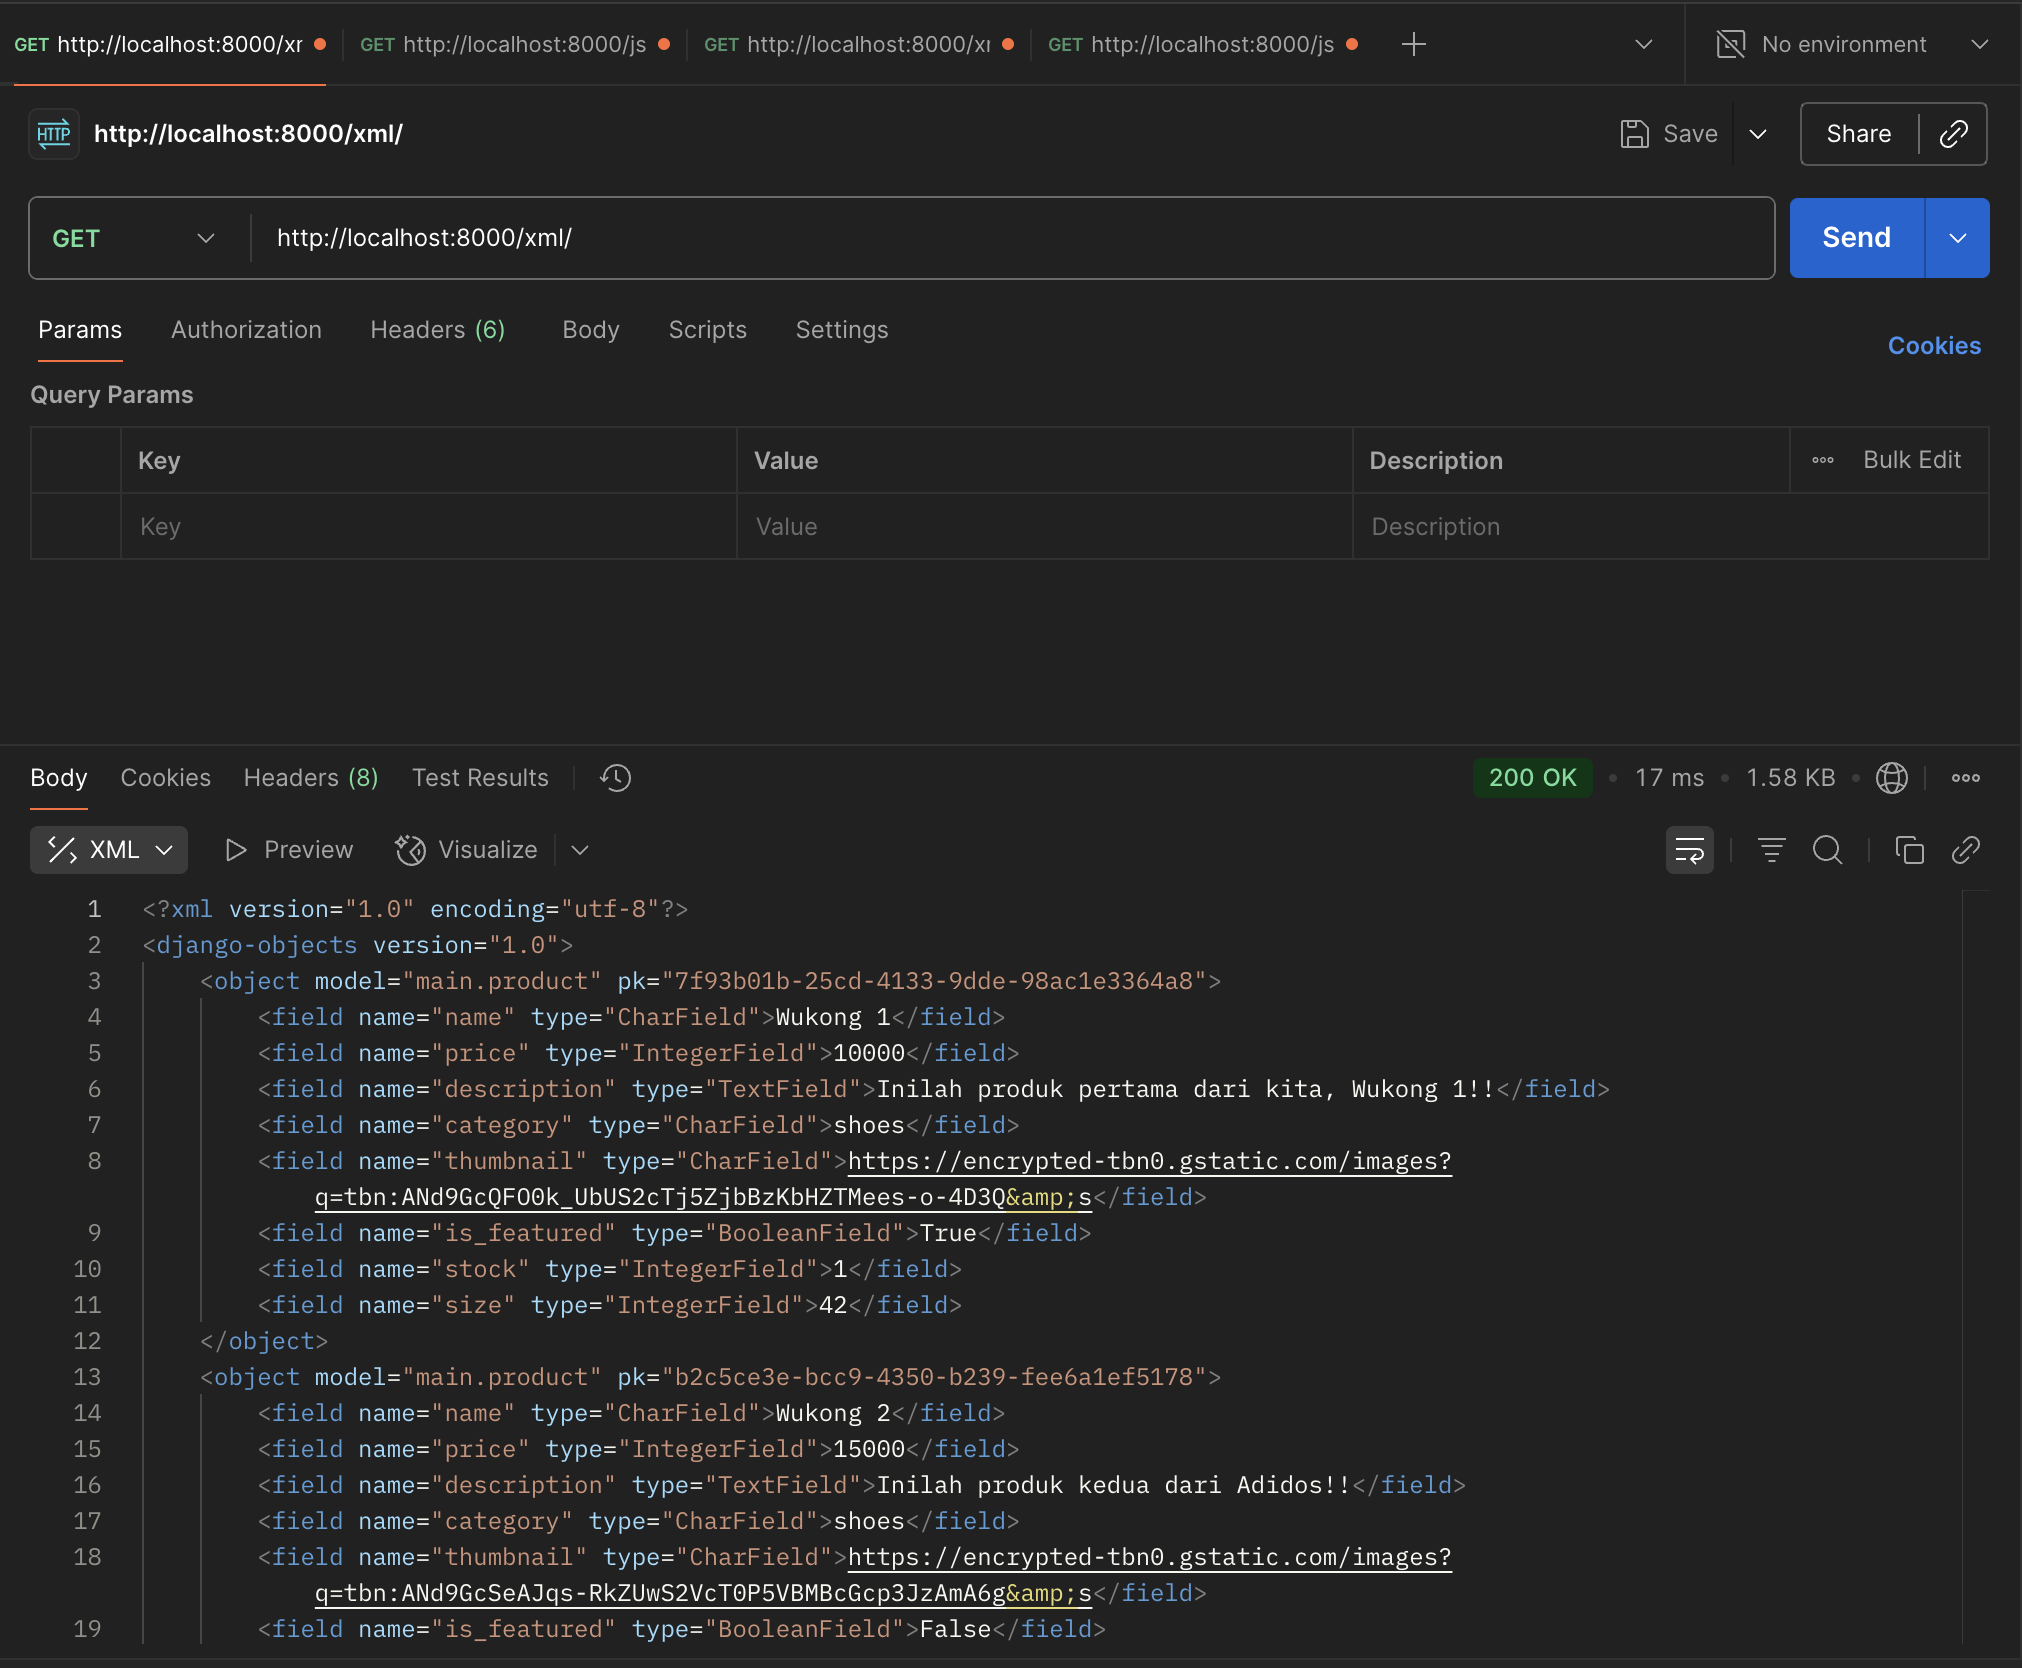 GET http://localhost:8000/xr GET http://localhost:8000/js GET http://localhost:8000/xr GET http://localhost:8000/js No environment
HTTP http://localhost:8000/xml/ Save Share
GET http://localhost:8000/xml/ Send
Params Authorization Headers (6) Body Scripts Settings Cookies
Query Params
Key Value Description Bulk Edit
Key Value Description
Body Cookies Headers (8) Test Results 200 OK 17 ms 1.58 KB
XML Preview Visualize
1 <?xml version="1.0" encoding="utf-8"?>
2 <django-objects version="1.0">
3 <object model="main.product" pk="7f93b01b-25cd-4133-9dde-98ac1e3364a8">
4 <field name="name" type="CharField">Wukong 1</field>
5 <field name="price" type="IntegerField">10000</field>
6 <field name="description" type="TextField">Inilah produk pertama dari kita, Wukong 1!!</field>
7 <field name="category" type="CharField">shoes</field>
8 <field name="thumbnail" type="CharField">https://encrypted-tbn0.gstatic.com/images?
q=tbn:ANd9GcQFO0k_UbUS2cTj5ZjbBzKbHZTMees-o-4D3Q&amp;s</field>
9 <field name="is_featured" type="BooleanField">True</field>
10 <field name="stock" type="IntegerField">1</field>
11 <field name="size" type="IntegerField">42</field>
12 </object>
13 <object model="main.product" pk="b2c5ce3e-bcc9-4350-b239-fee6a1ef5178">
14 <field name="name" type="CharField">Wukong 2</field>
15 <field name="price" type="IntegerField">15000</field>
16 <field name="description" type="TextField">Inilah produk kedua dari Adidos!!</field>
17 <field name="category" type="CharField">shoes</field>
18 <field name="thumbnail" type="CharField">https://encrypted-tbn0.gstatic.com/images?
q=tbn:ANd9GcSeAJqs-RkZUwS2VcT0P5VBMBcGcp3JzAmA6g&amp;s</field>
19 <field name="is_featured" type="BooleanField">False</field>